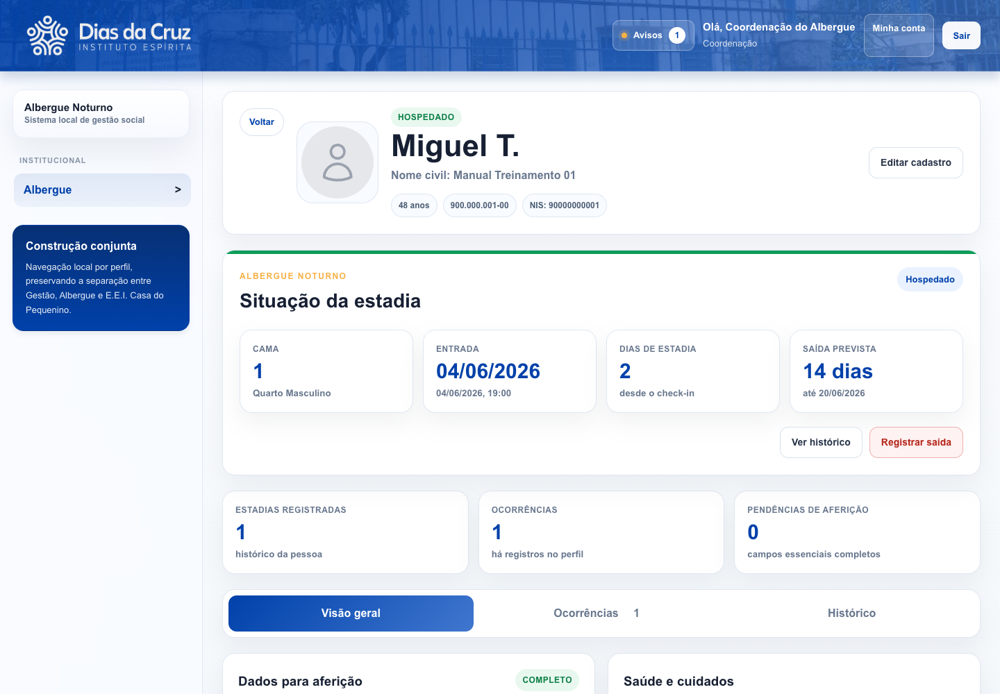 Dias da Cruz
INSTITUTO ESPÍRITA
Avisos 1
Olá, Coordenação do Albergue
Coordenação
Minha conta
Sair
Albergue Noturno
Sistema local de gestão social
INSTITUCIONAL
Albergue >
Construção conjunta
Navegação local por perfil,
preservando a separação entre
Gestão, Albergue e E.E.I. Casa do
Pequenino.
Voltar
HOSPEDADO
Miguel T.
Nome civil: Manual Treinamento 01
48 anos
900.000.001-00
NIS: 90000000001
Editar cadastro
ALBERGUE NOTURNO
Situação da estadia
Hospedado
CAMA
1
Quarto Masculino
ENTRADA
04/06/2026
04/06/2026, 19:00
DIAS DE ESTADIA
2
desde o check-in
SAÍDA PREVISTA
14 dias
até 20/06/2026
Ver histórico
Registrar saída
ESTADIAS REGISTRADAS
1
histórico da pessoa
OCORRÊNCIAS
1
há registros no perfil
PENDÊNCIAS DE AFERIÇÃO
0
campos essenciais completos
Visão geral
Ocorrências 1
Histórico
Dados para aferição
COMPLETO
Saúde e cuidados